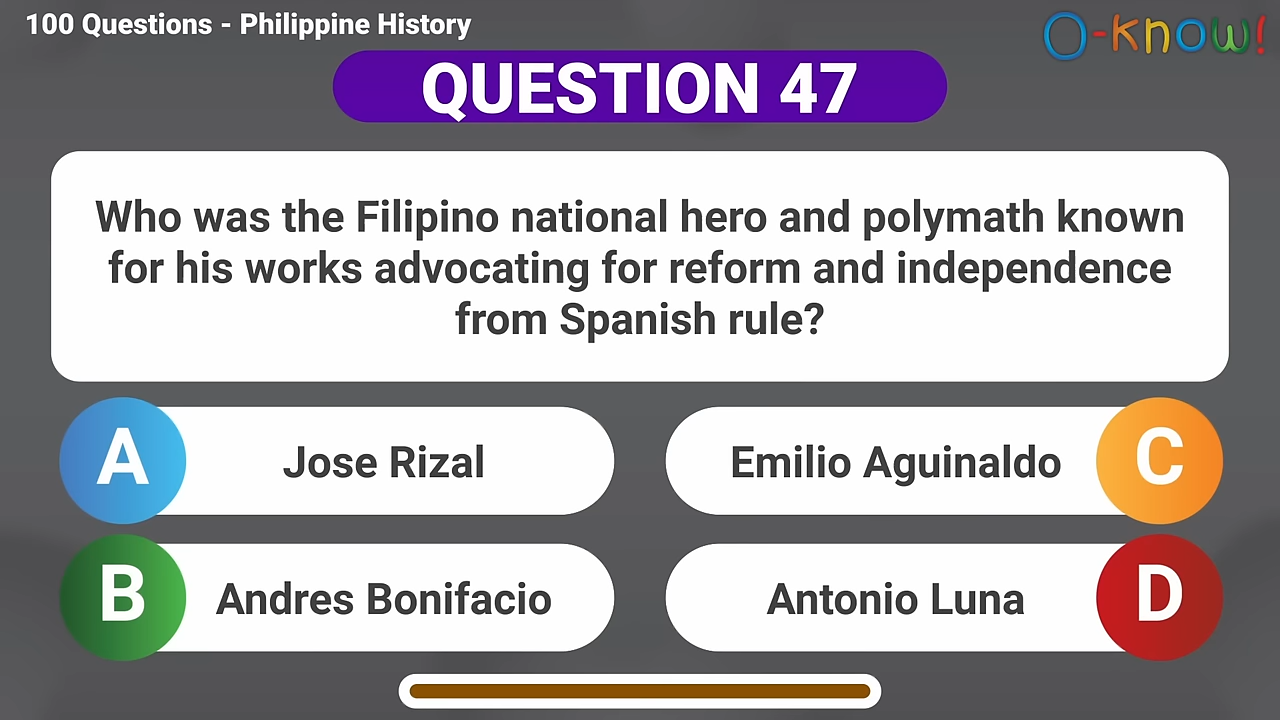 100 Questions - Philippine History
O-know!
QUESTION 47
Who was the Filipino national hero and polymath known
for his works advocating for reform and independence
from Spanish rule?
A
Jose Rizal
Emilio Aguinaldo
C
B
Andres Bonifacio
Antonio Luna
D